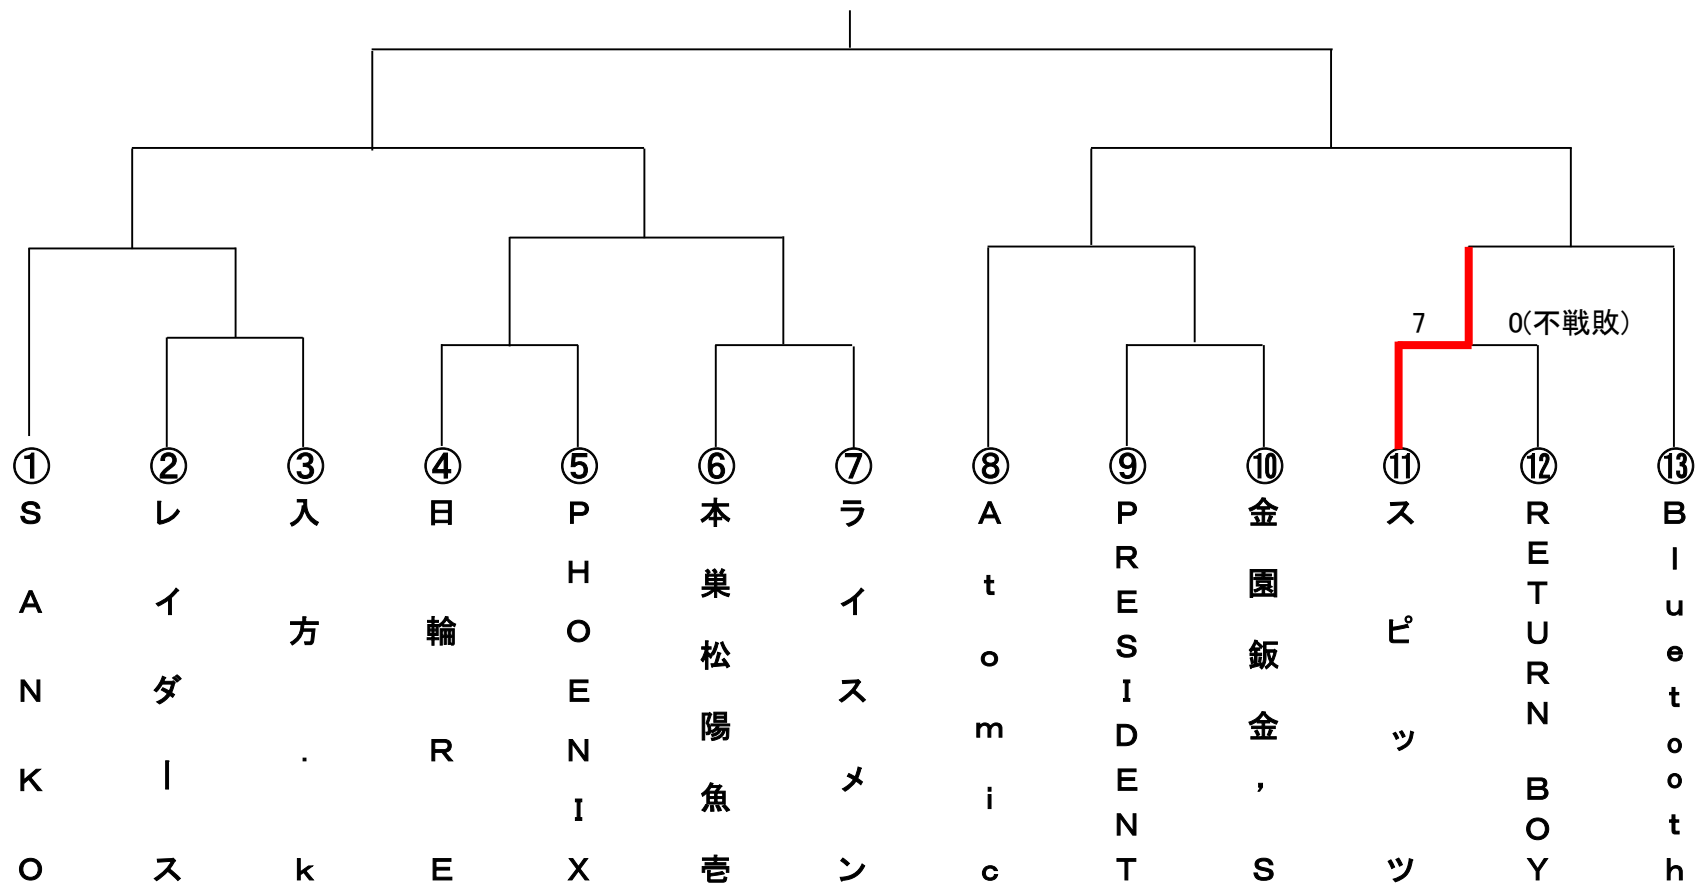 7
0(不戦敗)
①
②
③
④
⑤
⑥
⑦
⑧
⑨
⑩
⑪
⑫
⑬
SANKO
レイダース
入方.k
日輪RE
PHOENIX
本巣松陽魚壱
ライスメン
Atomic
PRESIDENT
金園鈑金,S
スピッツ
RETURN BOY
Bluetooth